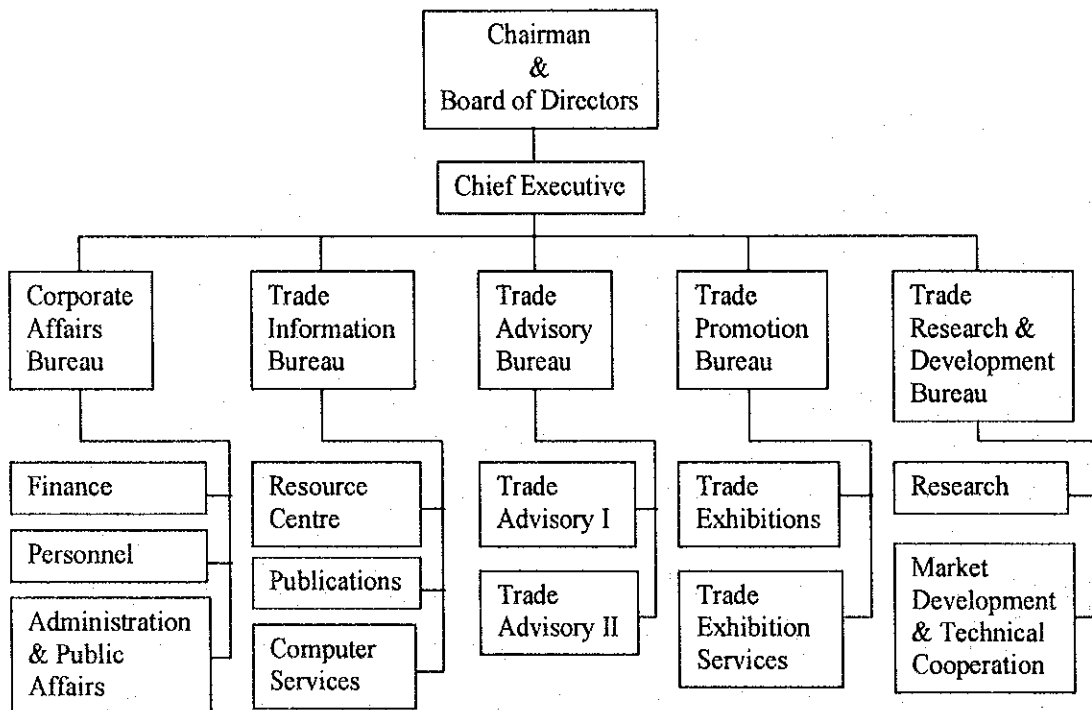 Chairman
&
Board of Directors
Chief Executive
Corporate
Affairs
Bureau
Trade
Information
Bureau
Trade
Advisory
Bureau
Trade
Promotion
Bureau
Trade
Research &
Development
Bureau
Finance
Personnel
Administration
& Public
Affairs
Resource
Centre
Publications
Computer
Services
Trade
Advisory I
Trade
Advisory II
Trade
Exhibitions
Trade
Exhibition
Services
Research
Market
Development
& Technical
Cooperation